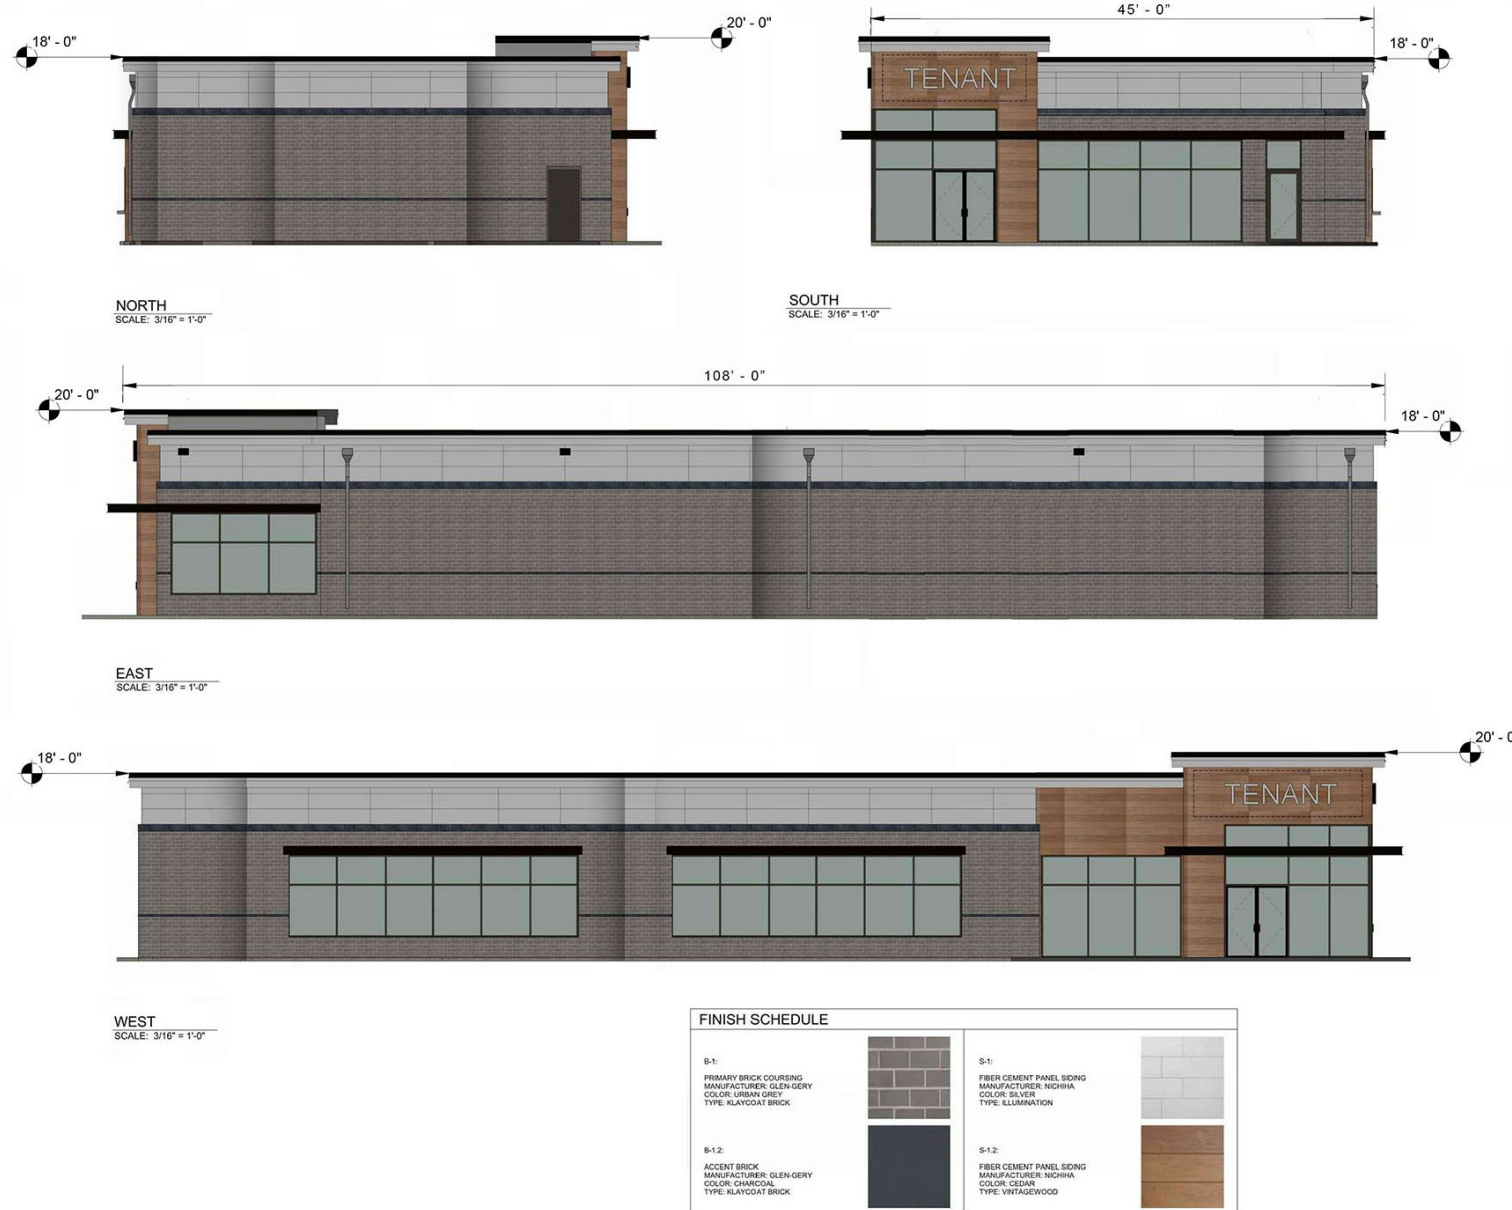 18' - 0"
20' - 0"
45' - 0"
18' - 0"
TENANT
NORTH
SCALE: 3/16" = 1'-0"
SOUTH
SCALE: 3/16" = 1'-0"
108' - 0"
20' - 0"
18' - 0"
EAST
SCALE: 3/16" = 1'-0"
18' - 0"
20' - 0
TENANT
WEST
SCALE: 3/16" = 1'-0"
FINISH SCHEDULE
B-1:
PRIMARY BRICK COURSING
MANUFACTURER: GLEN-GERY
COLOR: URBAN GREY
TYPE: KLAYCOAT BRICK
S-1:
FIBER CEMENT PANEL SIDING
MANUFACTURER: NICHIHA
COLOR: SILVER
TYPE: ILLUMINATION
B-1.2:
ACCENT BRICK
MANUFACTURER: GLEN-GERY
COLOR: CHARCOAL
TYPE: KLAYCOAT BRICK
S-1.2:
FIBER CEMENT PANEL SIDING
MANUFACTURER: NICHIHA
COLOR: CEDAR
TYPE: VINTAGEWOOD